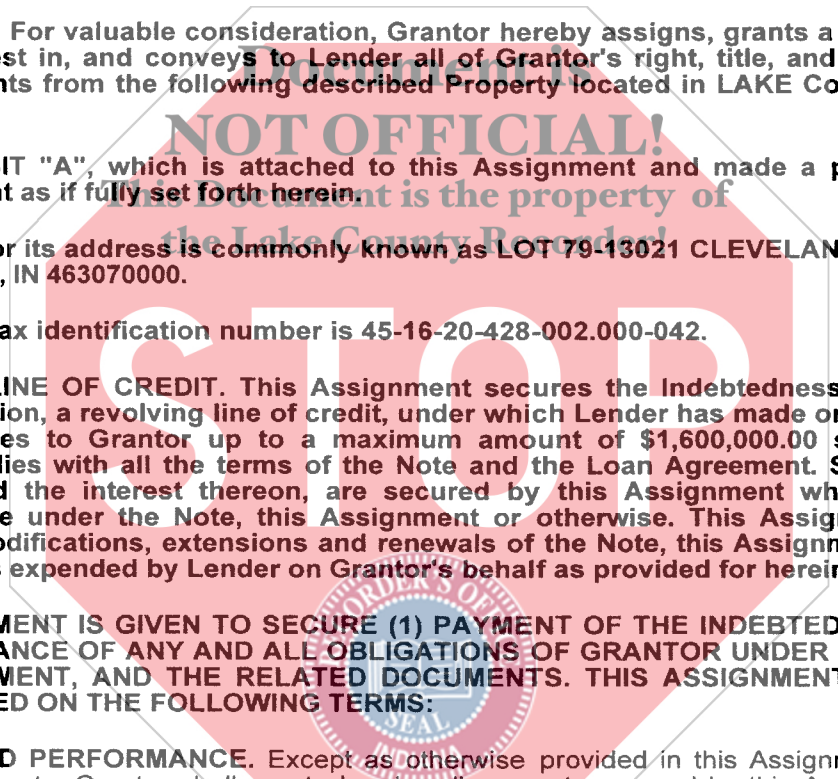 For valuable consideration, Grantor hereby assigns, grants a
st in, and conveys to Lender all of Grantor's right, title, and
nts from the following described Property located in LAKE Co
Document is
NOT OFFICIAL!
This Document is the property of
the Lake County Recorder!
STOP
IT "A", which is attached to this Assignment and made a p
t as if fully set forth herein.
or its address is commonly known as LOT 79-13021 CLEVELAN
, IN 463070000.
ax identification number is 45-16-20-428-002.000-042.
INE OF CREDIT. This Assignment secures the Indebtedness
ion, a revolving line of credit, under which Lender has made or
es to Grantor up to a maximum amount of $1,600,000.00 s
lies with all the terms of the Note and the Loan Agreement. S
d the interest thereon, are secured by this Assignment wh
e under the Note, this Assignment or otherwise. This Assig
odifications, extensions and renewals of the Note, this Assignm
s expended by Lender on Grantor's behalf as provided for herein
MENT IS GIVEN TO SECURE (1) PAYMENT OF THE INDEBTED
ANCE OF ANY AND ALL OBLIGATIONS OF GRANTOR UNDER
MENT, AND THE RELATED DOCUMENTS. THIS ASSIGNMENT
ED ON THE FOLLOWING TERMS:
RECORDER'S OFFICE
SEAL
INDIANA
D PERFORMANCE. Except as otherwise provided in this Assignm